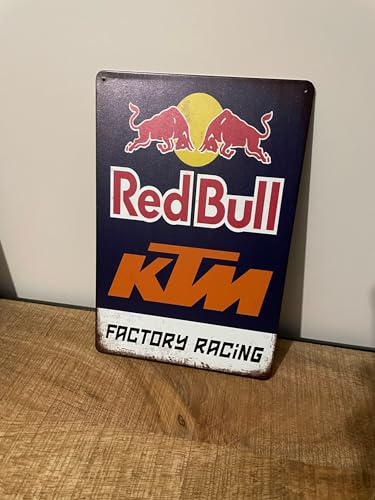 Red Bull
KTM
FACTORY RACING